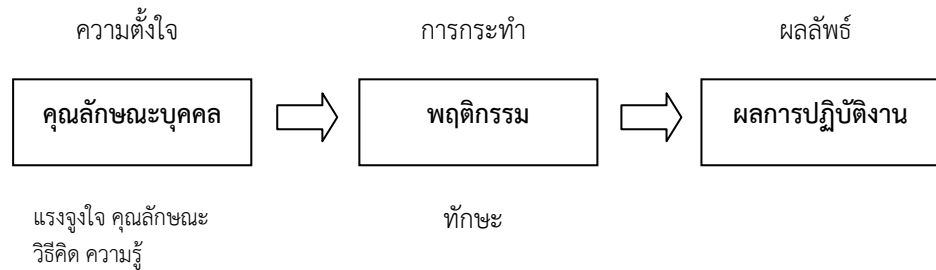 ความตั้งใจ การกระทำ ผลลัพธ์
คุณลักษณะบุคคล พฤติกรรม ผลการปฏิบัติงาน
แรงจูงใจ คุณลักษณะ ทักษะ
วิธีคิด ความรู้